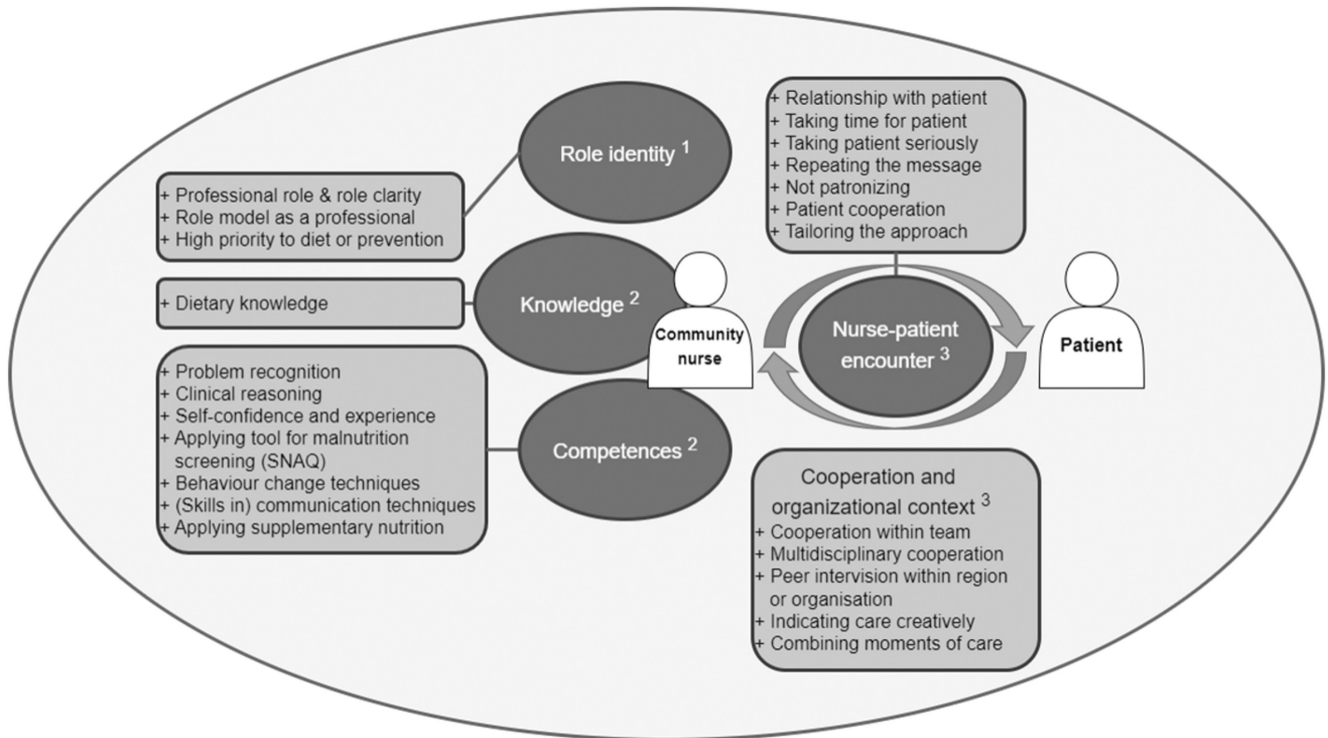 Role identity 1
+ Professional role & role clarity
+ Role model as a professional
+ High priority to diet or prevention
Knowledge 2
+ Dietary knowledge
Competences 2
+ Problem recognition
+ Clinical reasoning
+ Self-confidence and experience
+ Applying tool for malnutrition
screening (SNAQ)
+ Behaviour change techniques
+ (Skills in) communication techniques
+ Applying supplementary nutrition
Community
nurse
+ Relationship with patient
+ Taking time for patient
+ Taking patient seriously
+ Repeating the message
+ Not patronizing
+ Patient cooperation
+ Tailoring the approach
Nurse-patient
encounter 3
Patient
Cooperation and
organizational context 3
+ Cooperation within team
+ Multidisciplinary cooperation
+ Peer intervision within region
or organisation
+ Indicating care creatively
+ Combining moments of care